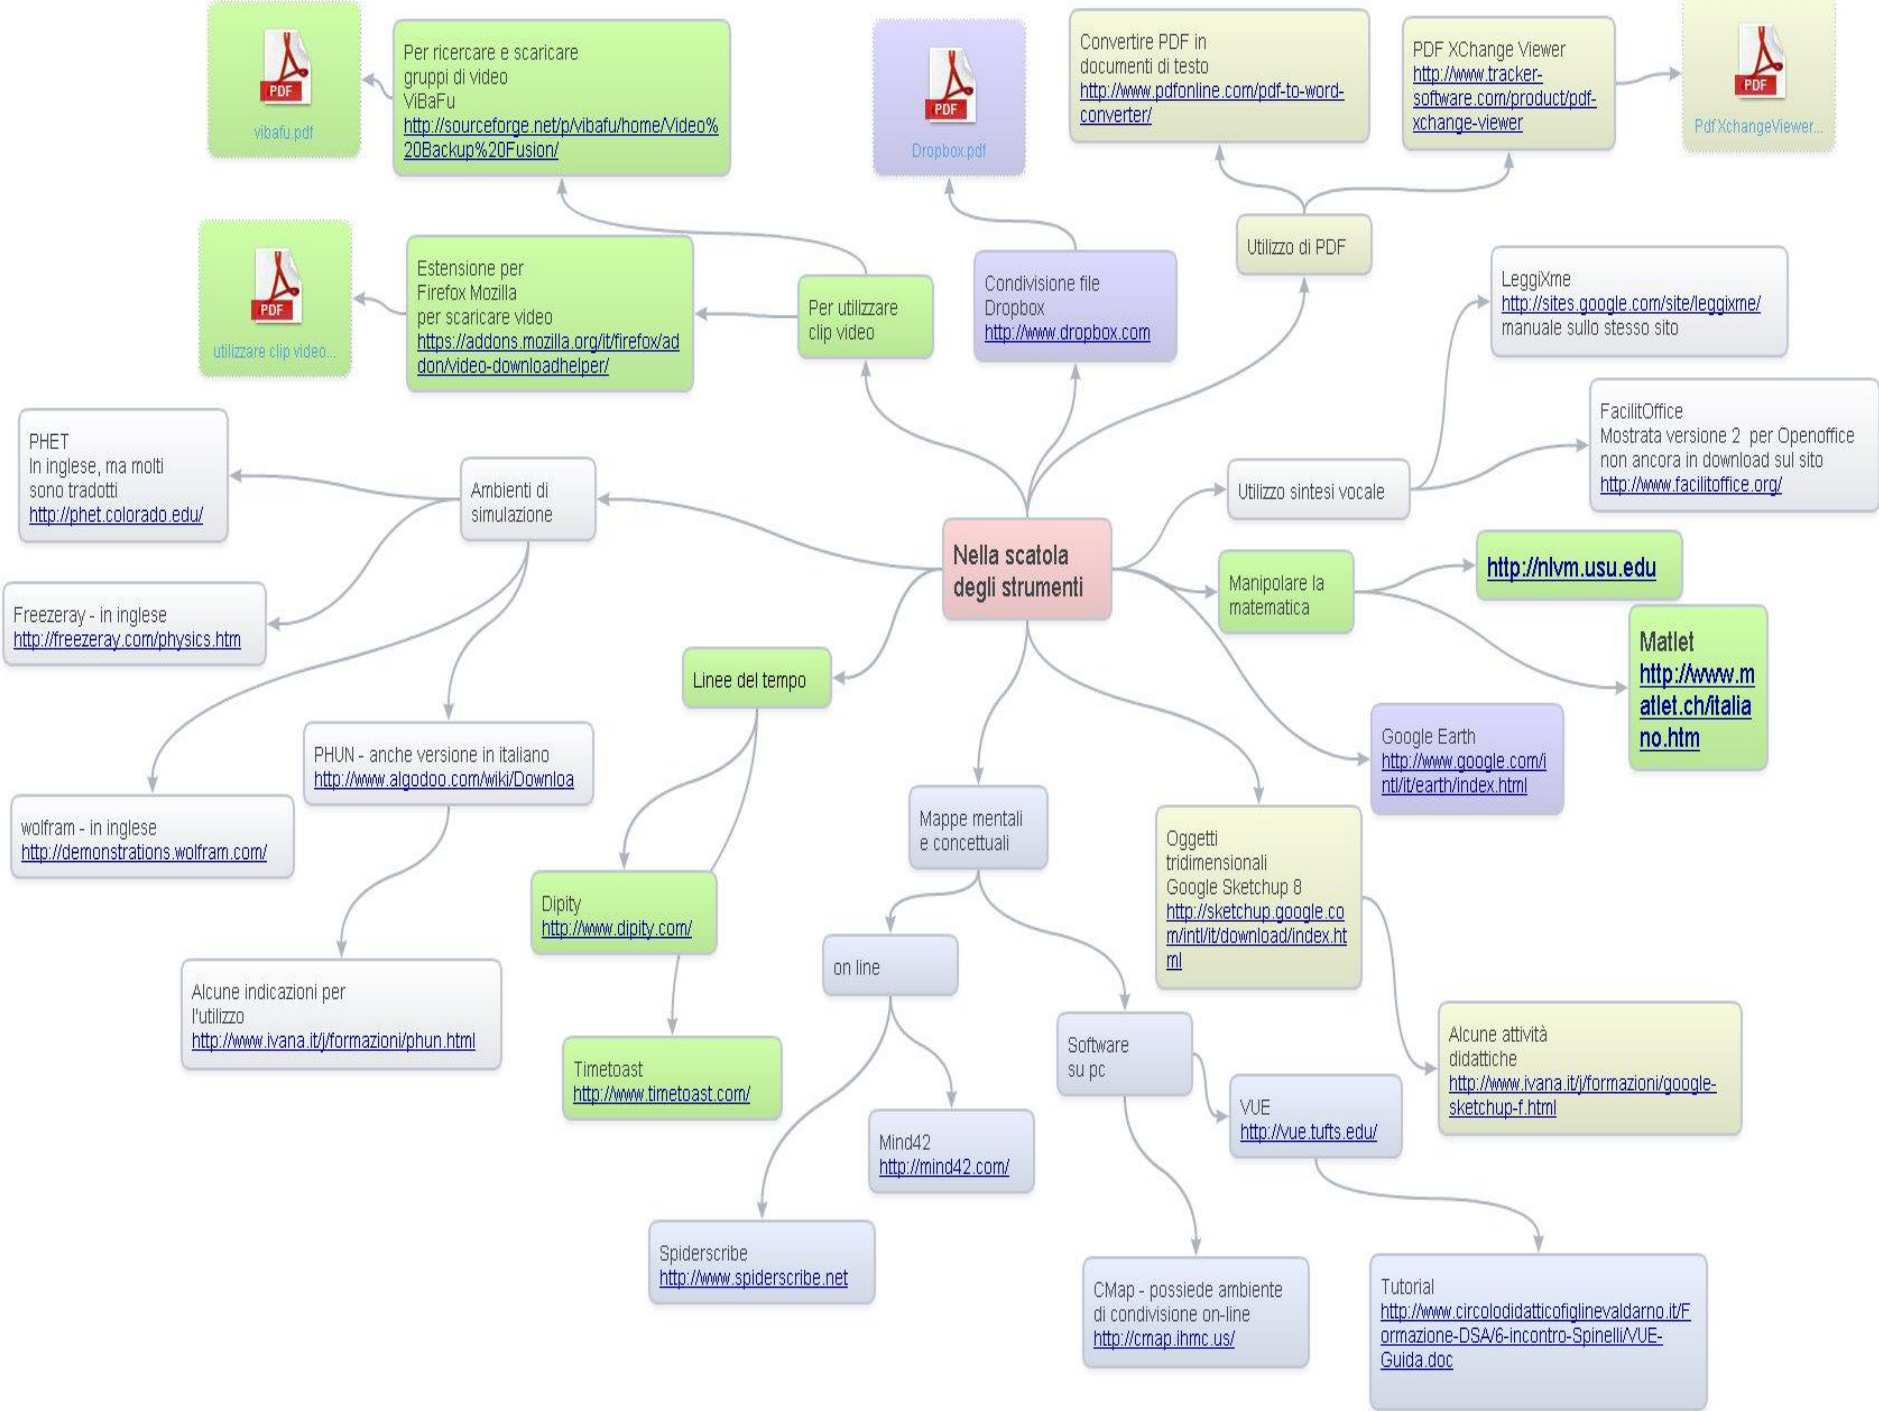 PDF
vibafu.pdf
Per ricercare e scaricare
gruppi di video
ViBaFu
http://sourceforge.net/p/vibafu/home/Video%
20Backup%20Fusion/
PDF
Dropbox.pdf
Convertire PDF in
documenti di testo
http://www.pdfonline.com/pdf-to-word-
converter/
PDF XChange Viewer
http://www.tracker-
software.com/product/pdf-
xchange-viewer
PDF
PdfXchangeViewer...
PDF
utilizzare clip video...
Estensione per
Firefox Mozilla
per scaricare video
https://addons.mozilla.org/it/firefox/ad
don/video-downloadhelper/
Per utilizzare
clip video
Condivisione file
Dropbox
http://www.dropbox.com
Utilizzo di PDF
LeggiXme
http://sites.google.com/site/leggixme/
manuale sullo stesso sito
FacilitOffice
Mostrata versione 2 per Openoffice
non ancora in download sul sito
http://www.facilitoffice.org/
Utilizzo sintesi vocale
PHET
In inglese, ma molti
sono tradotti
http://phet.colorado.edu/
Ambienti di
simulazione
Nella scatola
degli strumenti
Manipolare la
matematica
http://nlvm.usu.edu
Matlet
http://www.m
atlet.ch/italia
no.htm
Freezeray - in inglese
http://freezeray.com/physics.htm
Linee del tempo
Google Earth
http://www.google.com/i
ntl/it/earth/index.html
PHUN - anche versione in italiano
http://www.algodoo.com/wiki/Downloa
wolfram - in inglese
http://demonstrations.wolfram.com/
Mappe mentali
e concettuali
Oggetti
tridimensionali
Google Sketchup 8
http://sketchup.google.co
m/intl/it/download/index.ht
ml
Dipity
http://www.dipity.com/
on line
Alcune indicazioni per
l'utilizzo
http://www.ivana.it/j/formazioni/phun.html
Timetoast
http://www.timetoast.com/
Software
su pc
Alcune attività
didattiche
http://www.ivana.it/j/formazioni/google-
sketchup-f.html
VUE
http://vue.tufts.edu/
Mind42
http://mind42.com/
Spiderscribe
http://www.spiderscribe.net
CMap - possiede ambiente
di condivisione on-line
http://cmap.ihmc.us/
Tutorial
http://www.circolodidatticofiglinevaldarno.it/F
ormazione-DSA/6-incontro-Spinelli/VUE-
Guida.doc